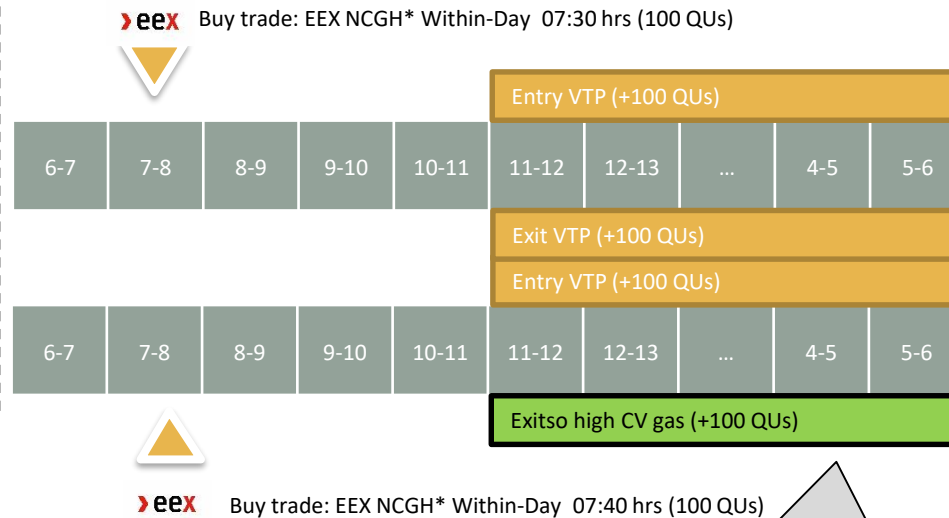 eex Buy trade: EEX NCGH* Within-Day 07:30 hrs (100 QUs)
Entry VTP (+100 QUs)
6-7 7-8 8-9 9-10 10-11 11-12 12-13 ... 4-5 5-6
Exit VTP (+100 QUs)
Entry VTP (+100 QUs)
6-7 7-8 8-9 9-10 10-11 11-12 12-13 ... 4-5 5-6
Exitso high CV gas (+100 QUs)
eex Buy trade: EEX NCGH* Within-Day 07:40 hrs (100 QUs)